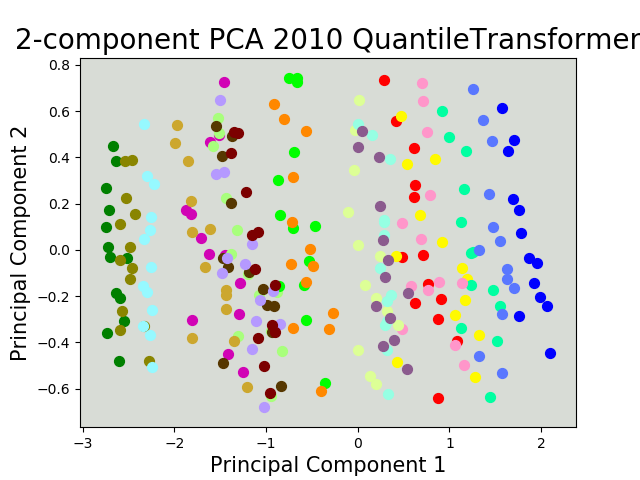 2-component PCA 2010 QuantileTransformer
Principal Component 2
0.8
0.6
0.4
0.2
0.0
−0.2
−0.4
−0.6
−3 −2 −1 0 1 2
Principal Component 1